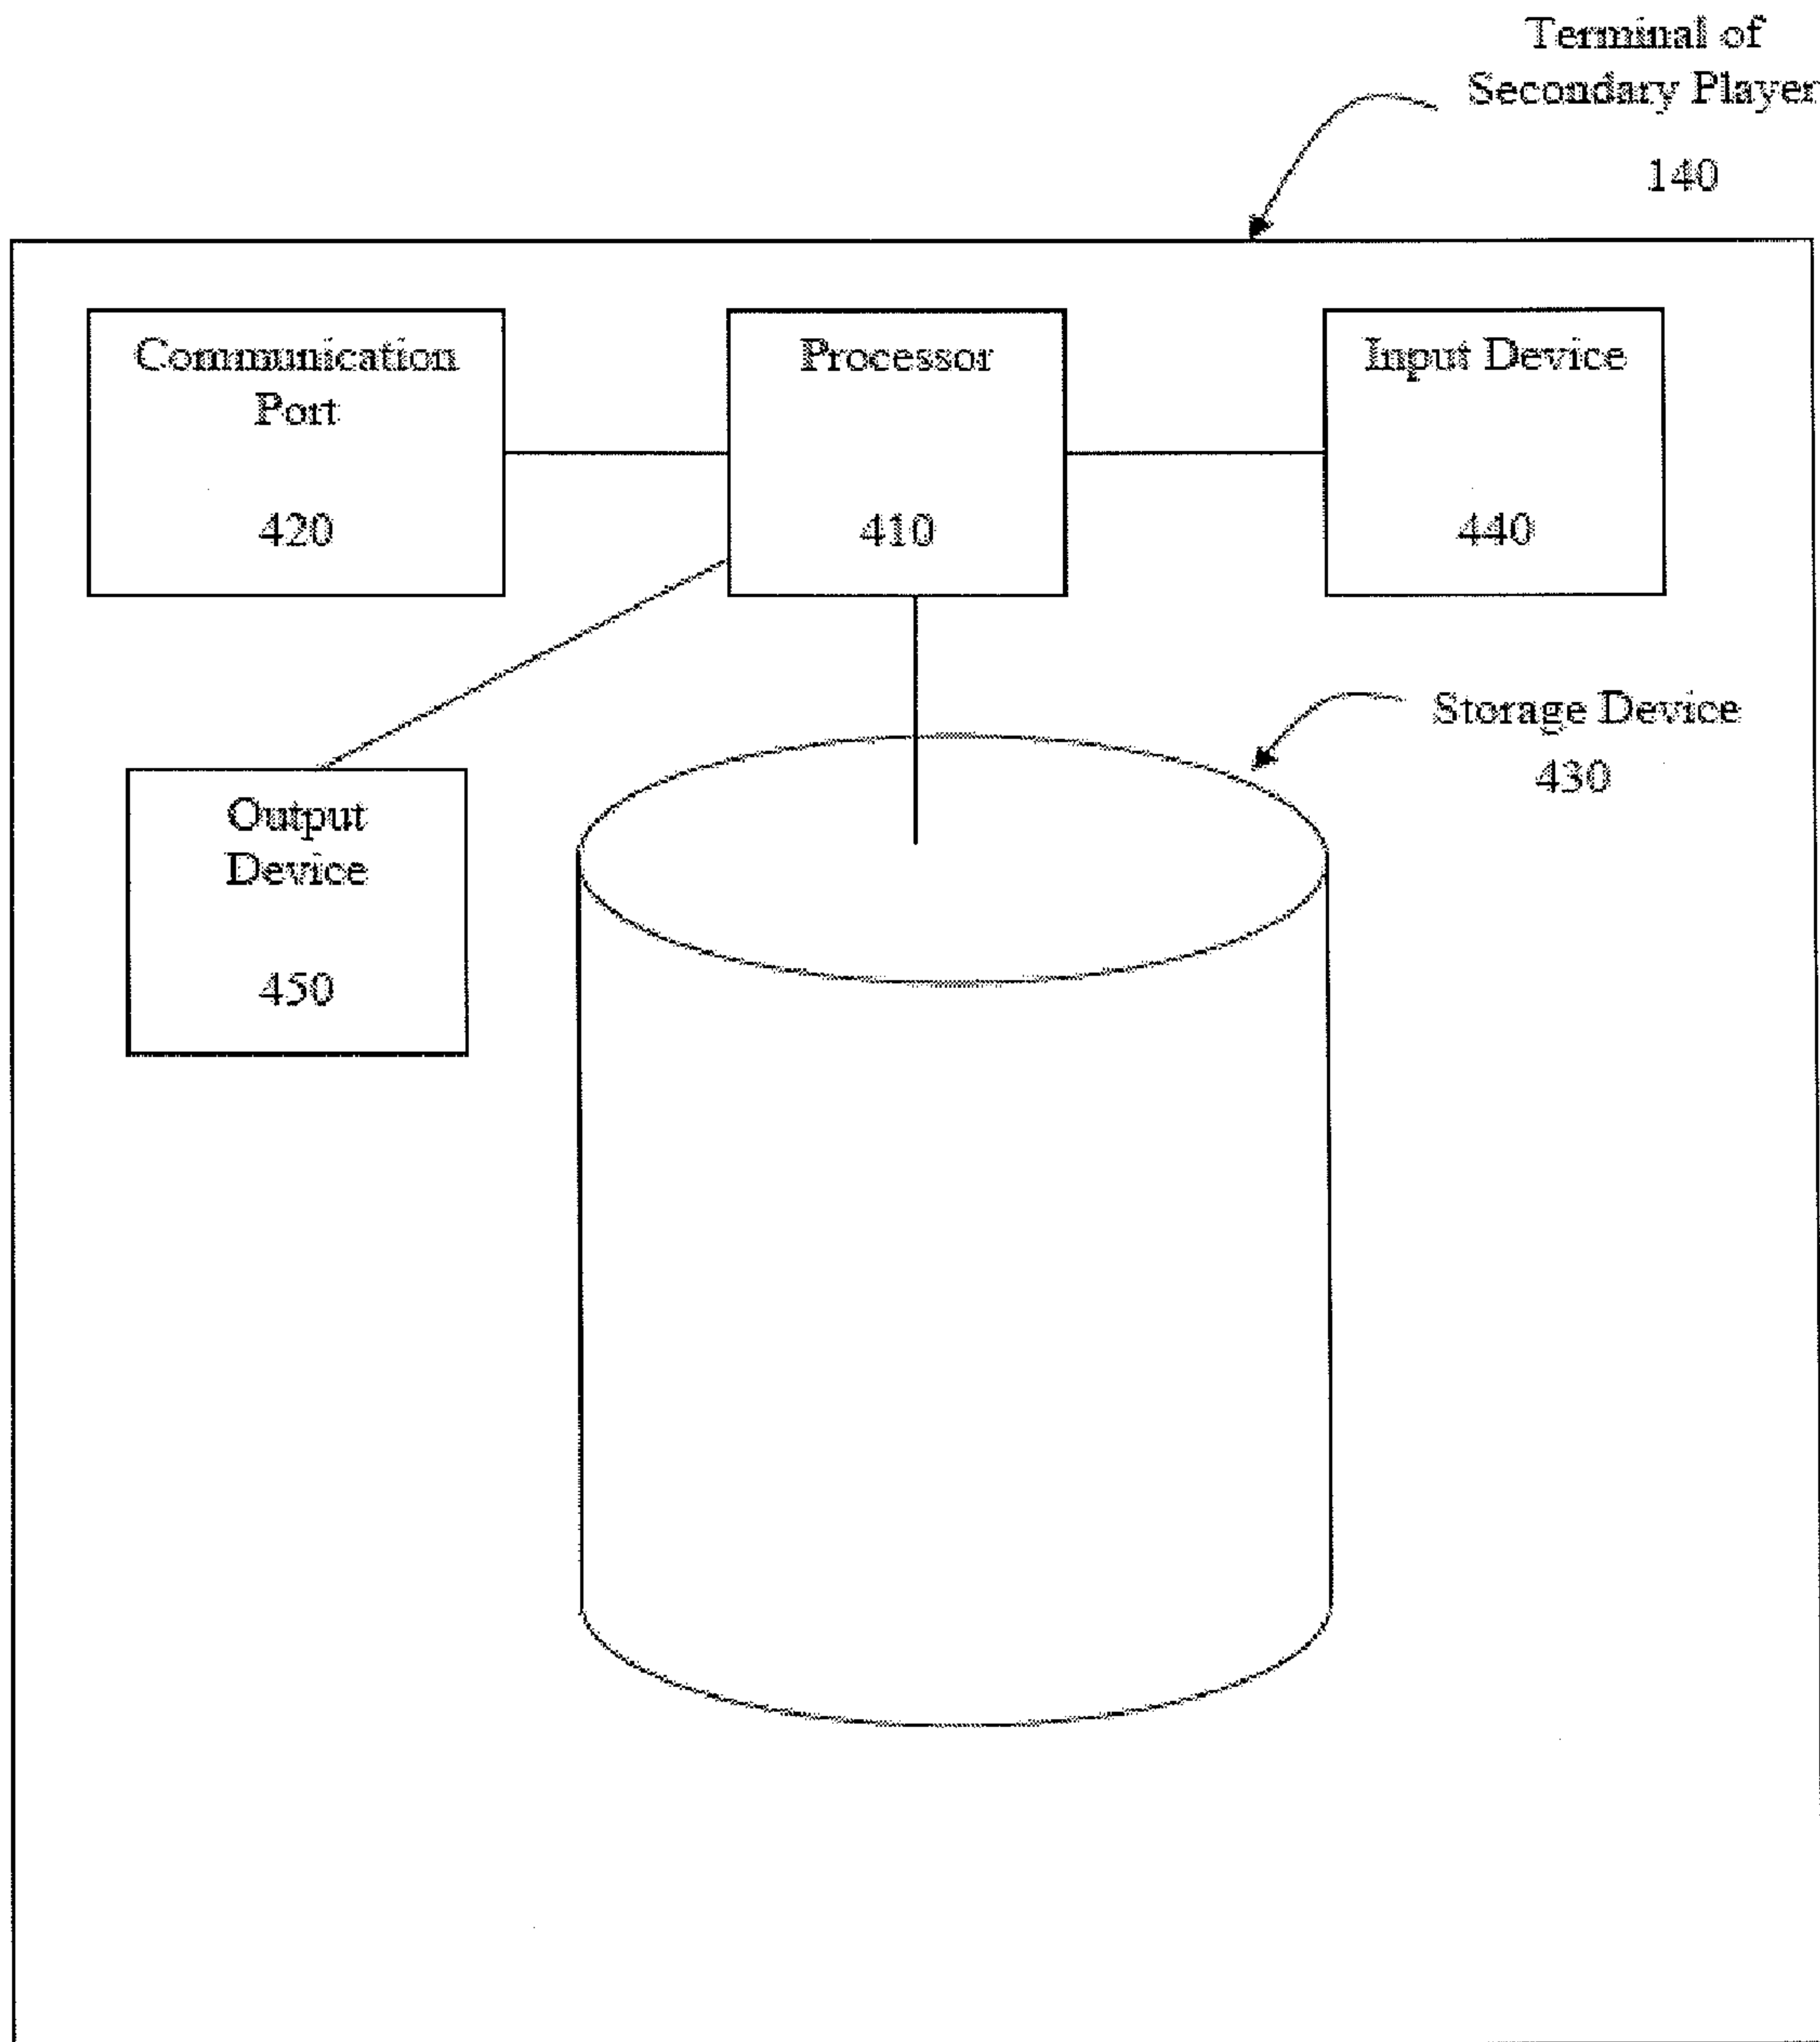 Terminal of
Secondary Player
140
Communication
Port
420
Processor
410
Input Device
440
Storage Device
430
Output
Device
450